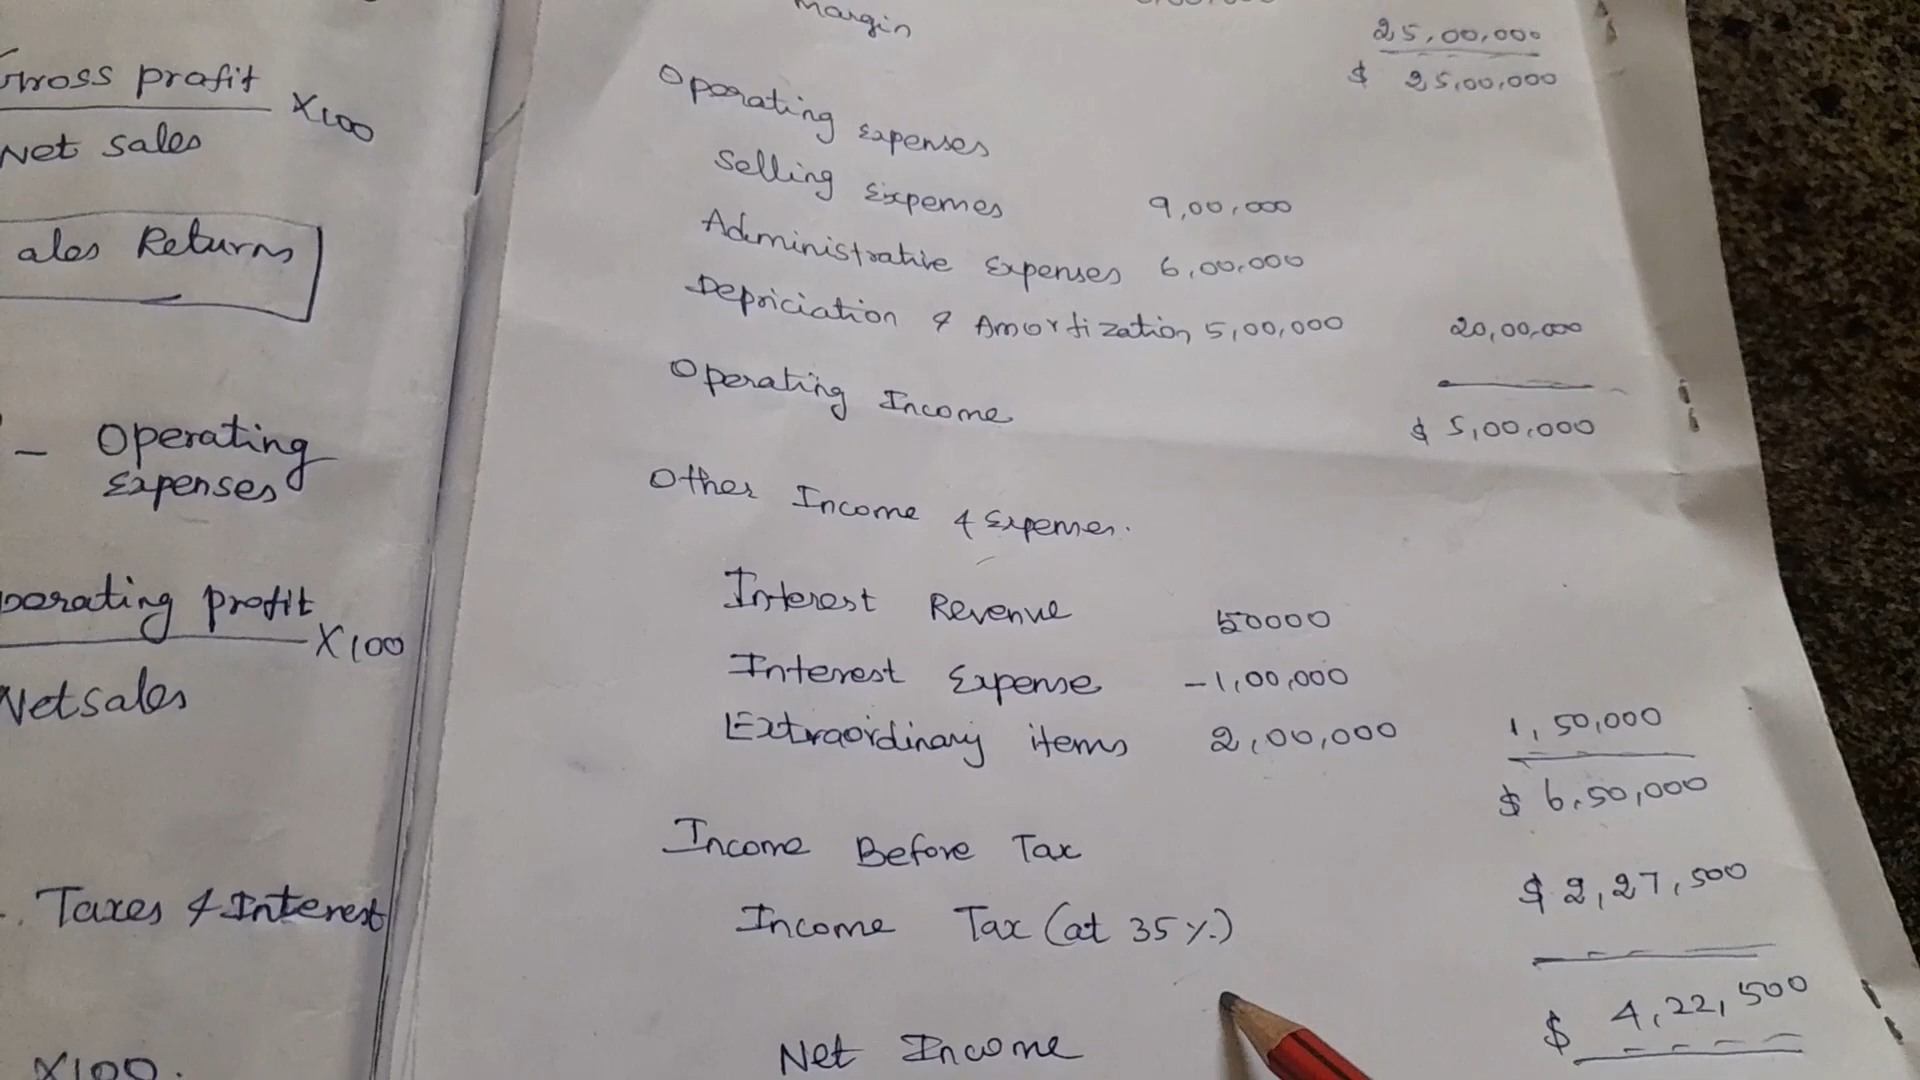 Gross profit
X100
Net sales
ales Returns
- Operating
Expenses
perating profit
X100
Netsales
Taxes & Interest
X100.
Margin
25,00,000
$ 25,00,000
Operating Expenses
Selling Expenses 9,00,000
Administrative Expenses 6,00,000
Depriciation & Amortization 5,00,000 20,00,000
Operating Income $ 5,00,000
Other Income & Expenses.
Interest Revenue 50000
Interest Expense -1,00,000
Extraordinary items 2,00,000 1,50,000
$ 6,50,000
Income Before Tax
Income Tax (at 35%) $ 2,27,500
Net Income $ 4,22,500